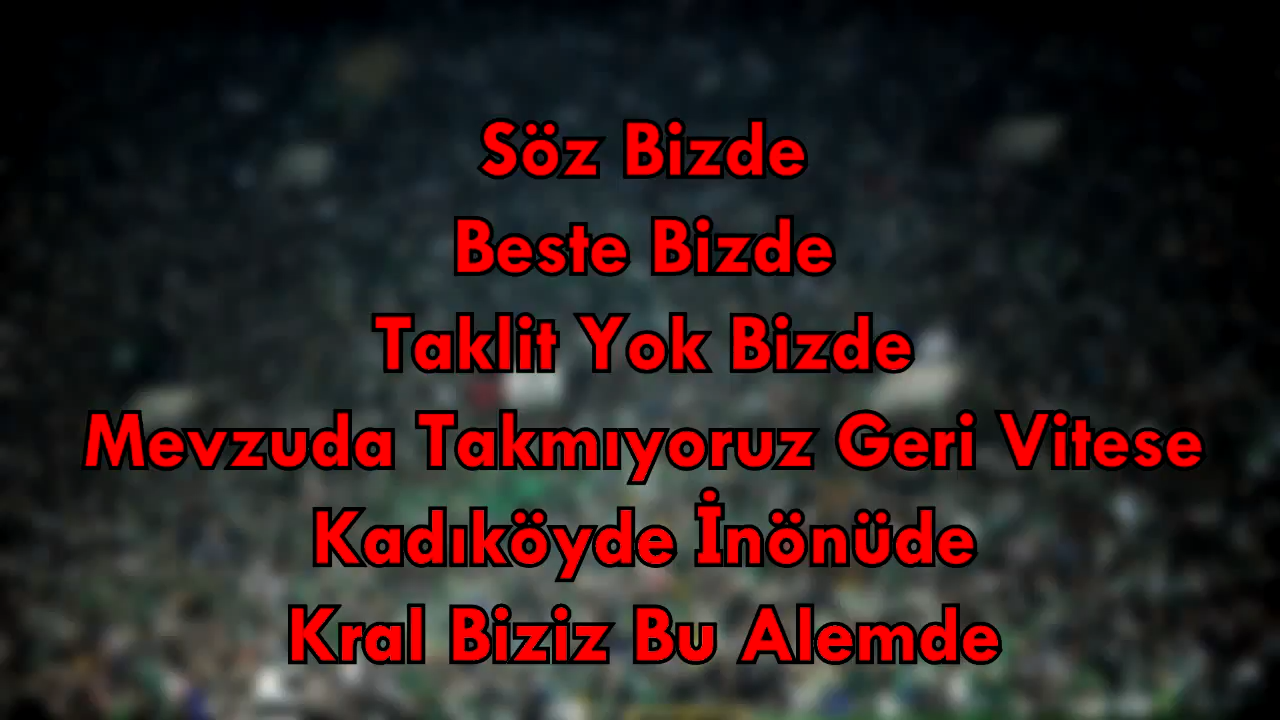 Söz Bizde
Beste Bizde
Taklit Yok Bizde
Mevzuda Takmıyoruz Geri Vitese
Kadıköyde İnönüde
Kral Biziz Bu Alemde